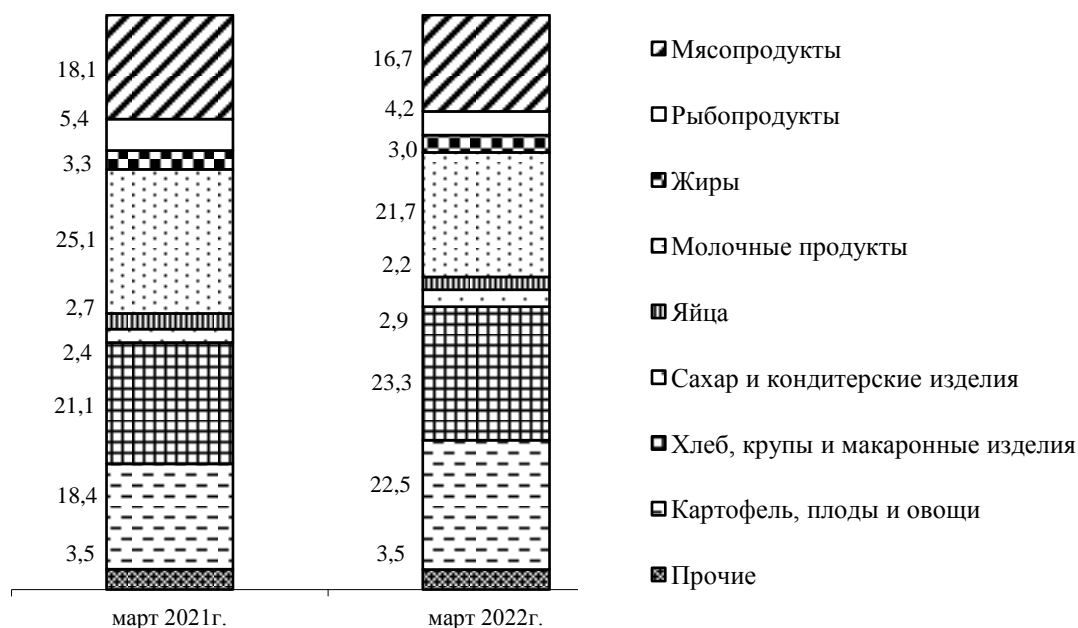 18,1
5,4
3,3
25,1
2,7
2,4
21,1
18,4
3,5
март 2021г.
16,7
4,2
3,0
21,7
2,2
2,9
23,3
22,5
3,5
март 2022г.
Мясопродукты
Рыбопродукты
Жиры
Молочные продукты
Яйца
Сахар и кондитерские изделия
Хлеб, крупы и макаронные изделия
Картофель, плоды и овощи
Прочие